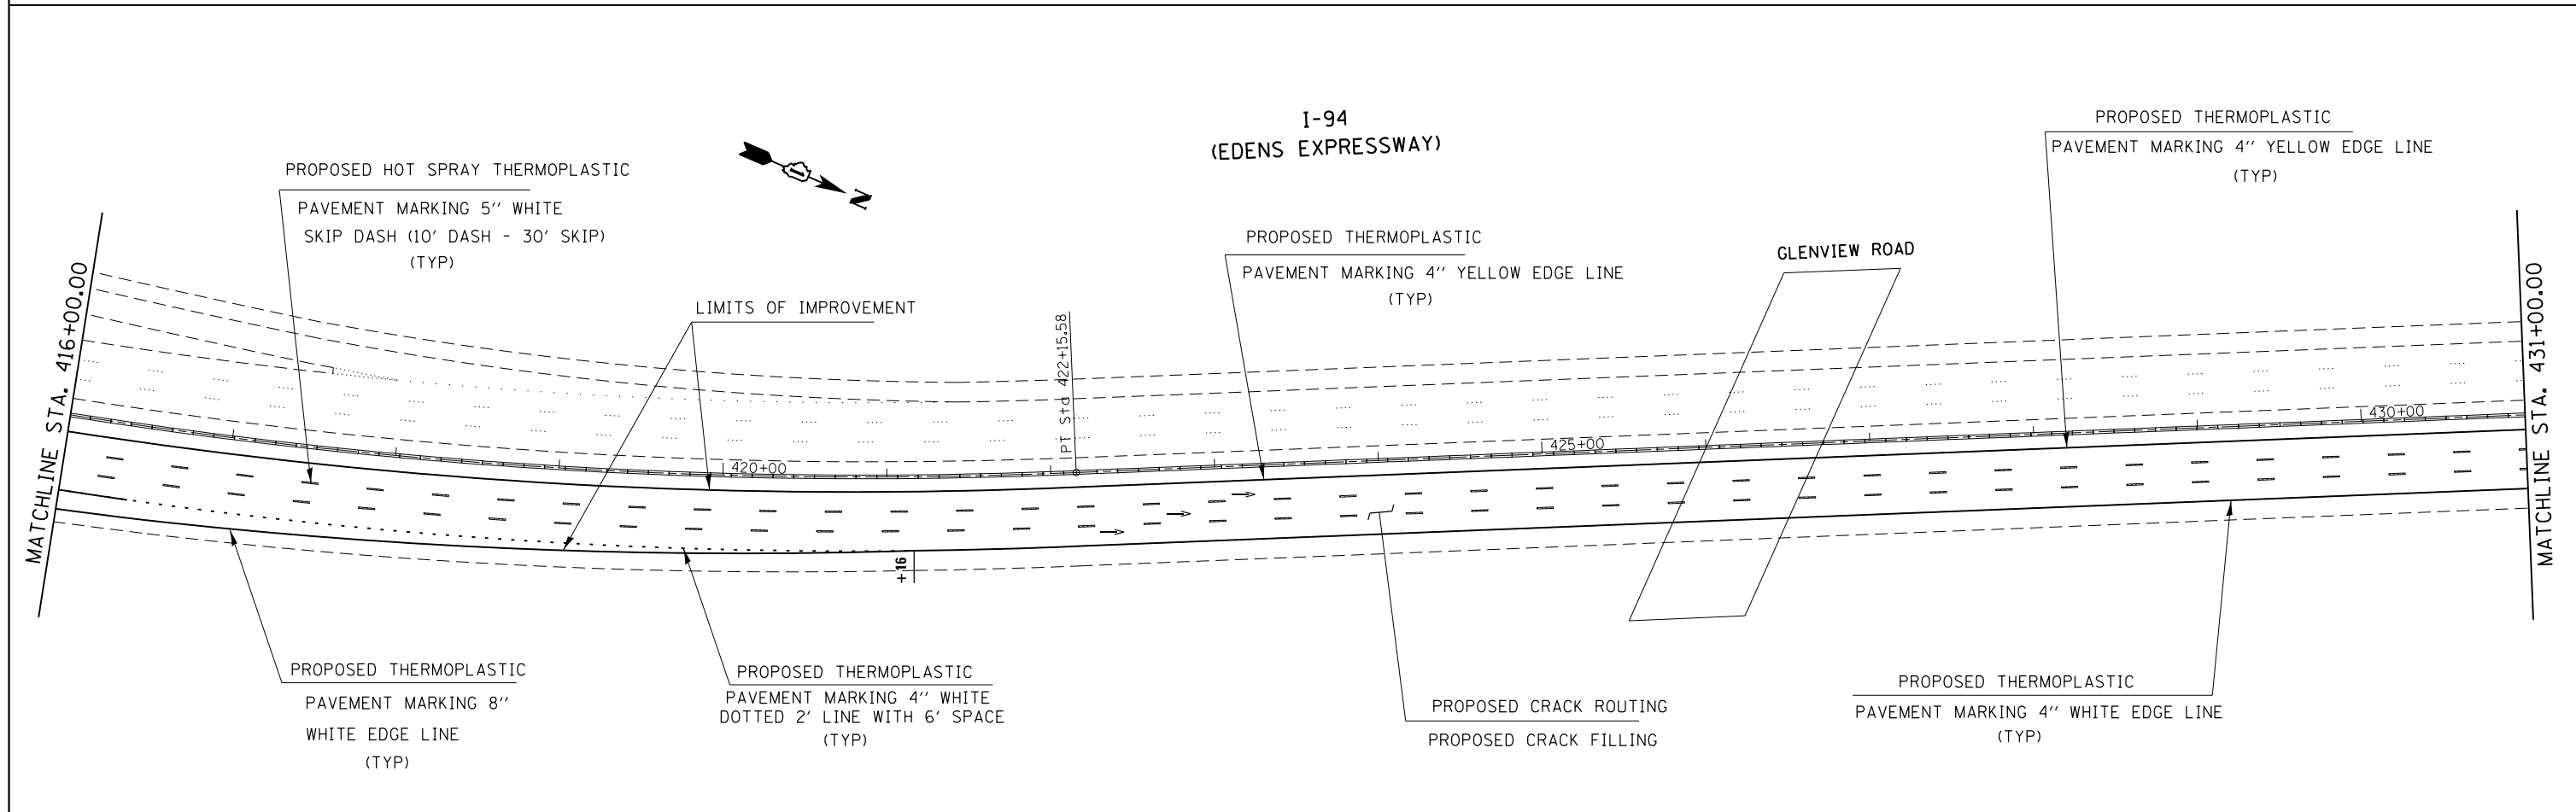 I-94
(EDENS EXPRESSWAY)
PROPOSED HOT SPRAY THERMOPLASTIC
PAVEMENT MARKING 5'' WHITE
SKIP DASH (10' DASH - 30' SKIP)
(TYP)
N
LIMITS OF IMPROVEMENT
PROPOSED THERMOPLASTIC
PAVEMENT MARKING 4'' YELLOW EDGE LINE
(TYP)
GLENVIEW ROAD
PROPOSED THERMOPLASTIC
PAVEMENT MARKING 4'' YELLOW EDGE LINE
(TYP)
MATCHLINE STA. 416+00.00
PT Sta 422+15.58
420+00
425+00
430+00
MATCHLINE STA. 431+00.00
+16
PROPOSED THERMOPLASTIC
PAVEMENT MARKING 8''
WHITE EDGE LINE
(TYP)
PROPOSED THERMOPLASTIC
PAVEMENT MARKING 4'' WHITE
DOTTED 2' LINE WITH 6' SPACE
(TYP)
PROPOSED CRACK ROUTING
PROPOSED CRACK FILLING
PROPOSED THERMOPLASTIC
PAVEMENT MARKING 4'' WHITE EDGE LINE
(TYP)